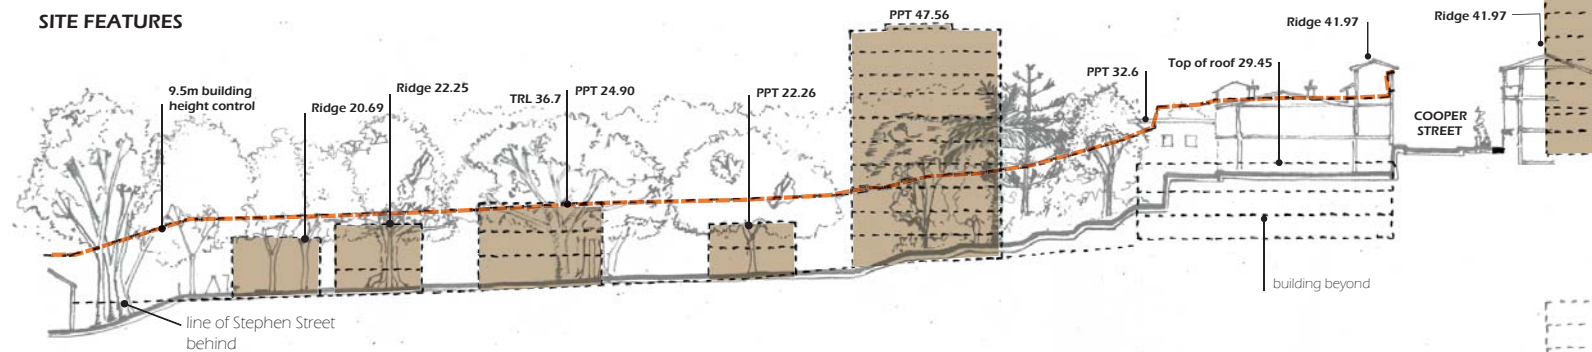 SITE FEATURES
PPT 47.56
Ridge 41.97
Ridge 41.97
9.5m building
height control
Ridge 20.69
Ridge 22.25
TRL 36.7
PPT 24.90
PPT 22.26
PPT 32.6
Top of roof 29.45
COOPER
STREET
building beyond
line of Stephen Street
behind